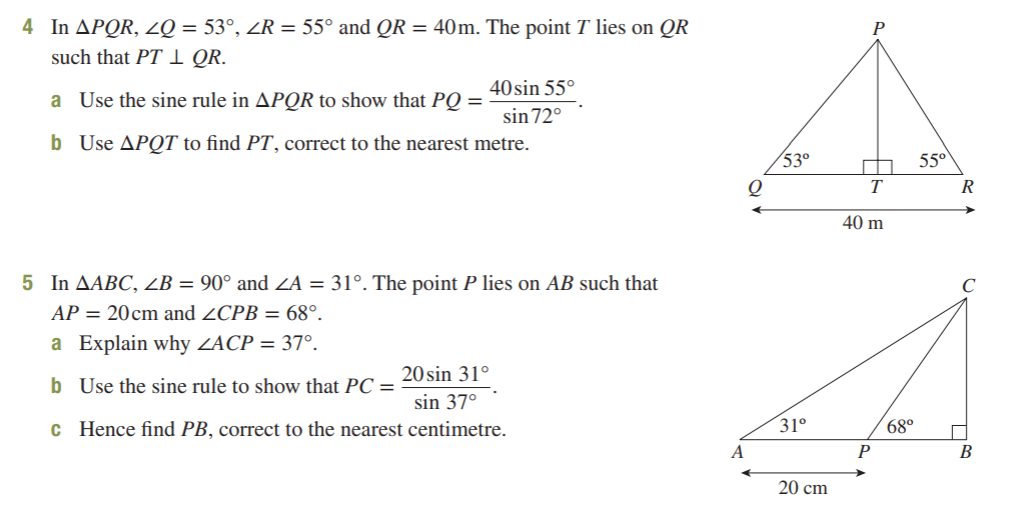 4 In ΔPQR, ∠Q = 53°, ∠R = 55° and QR = 40 m. The point T lies on QR
such that PT ⊥ QR.
a Use the sine rule in ΔPQR to show that PQ = 40 sin 55° / sin 72°.
b Use ΔPQT to find PT, correct to the nearest metre.
P
53°
55°
Q
T
R
40 m
5 In ΔABC, ∠B = 90° and ∠A = 31°. The point P lies on AB such that
AP = 20 cm and ∠CPB = 68°.
a Explain why ∠ACP = 37°.
b Use the sine rule to show that PC = 20 sin 31° / sin 37°.
c Hence find PB, correct to the nearest centimetre.
C
31°
68°
A
P
B
20 cm